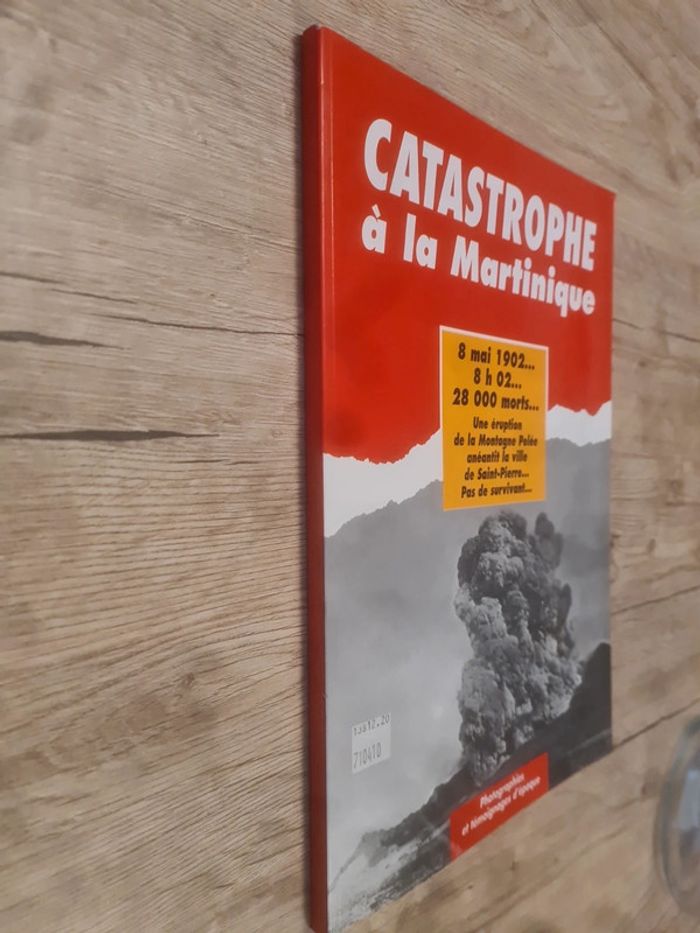 CATASTROPHE
à la Martinique
8 mai 1902...
8 h 02...
28 000 morts...
Une éruption
de la Montagne Pelée
anéantit la ville
de Saint-Pierre...
Pas de survivant...
710410
Photographies
et témoignages d'époque